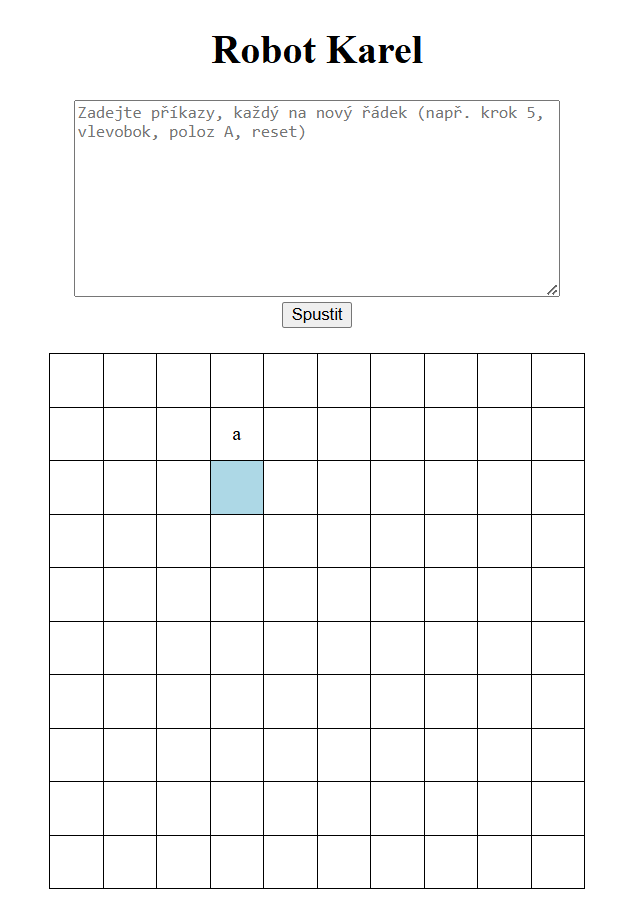 Robot Karel
Zadejte příkazy, každý na nový řádek (např. krok 5,
vlevobok, poloz A, reset)
Spustit
a